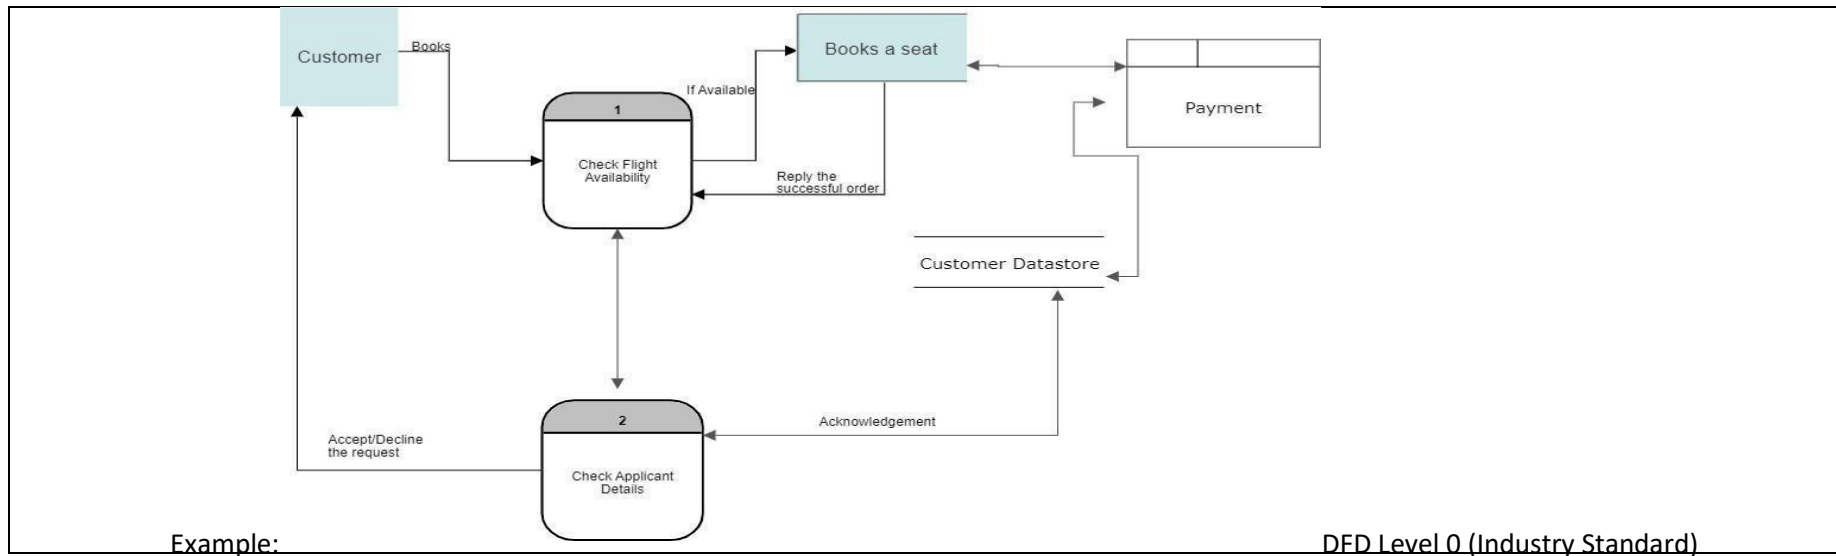 Customer
Books
Books a seat
If Available
1
Check Flight
Availability
Payment
Reply the
successful order
Customer Datastore
2
Acknowledgement
Accept/Decline
the request
Check Applicant
Details
Example:
DFD Level 0 (Industry Standard)